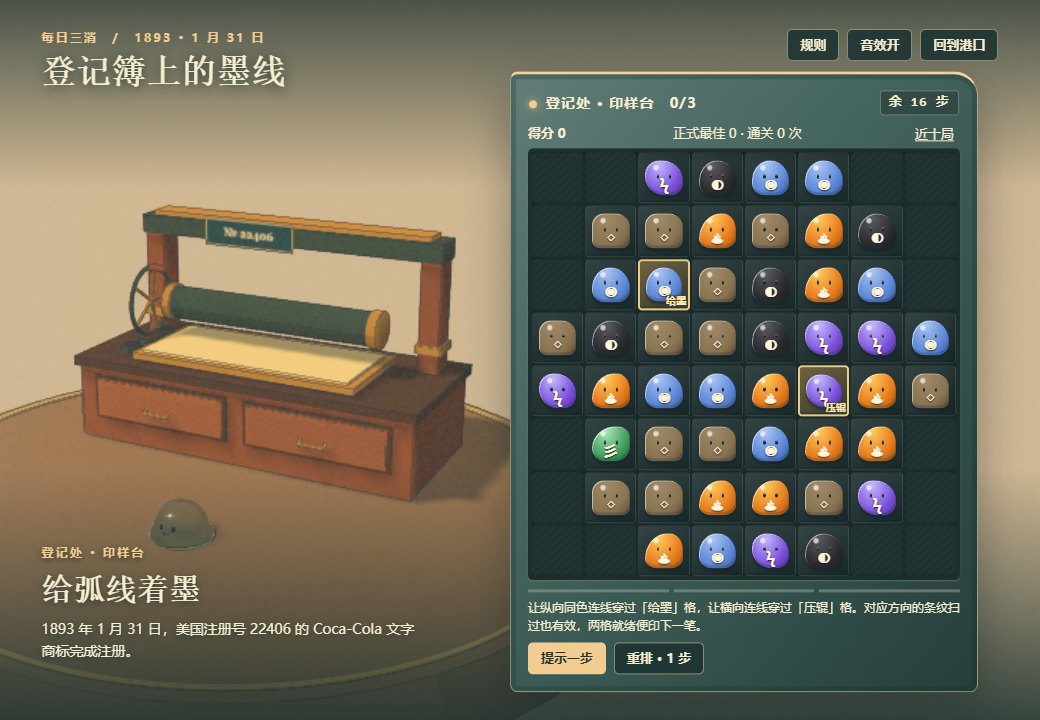 每日三消 / 1893 · 1 月 31 日
登记簿上的墨线
规则
音效开
回到港口
登记处 · 印样台 0/3
余 16 步
得分 0
正式最佳 0 · 通关 0 次
近十局
№ 22406
给墨
压辊
登记处 · 印样台
给弧线着墨
1893 年 1 月 31 日，美国注册号 22406 的 Coca-Cola 文字
商标完成注册。
让纵向同色连线穿过「给墨」格，让横向连线穿过「压辊」格。对应方向的条纹扫
过也有效，两格就绪便印下一笔。
提示一步
重排 · 1 步